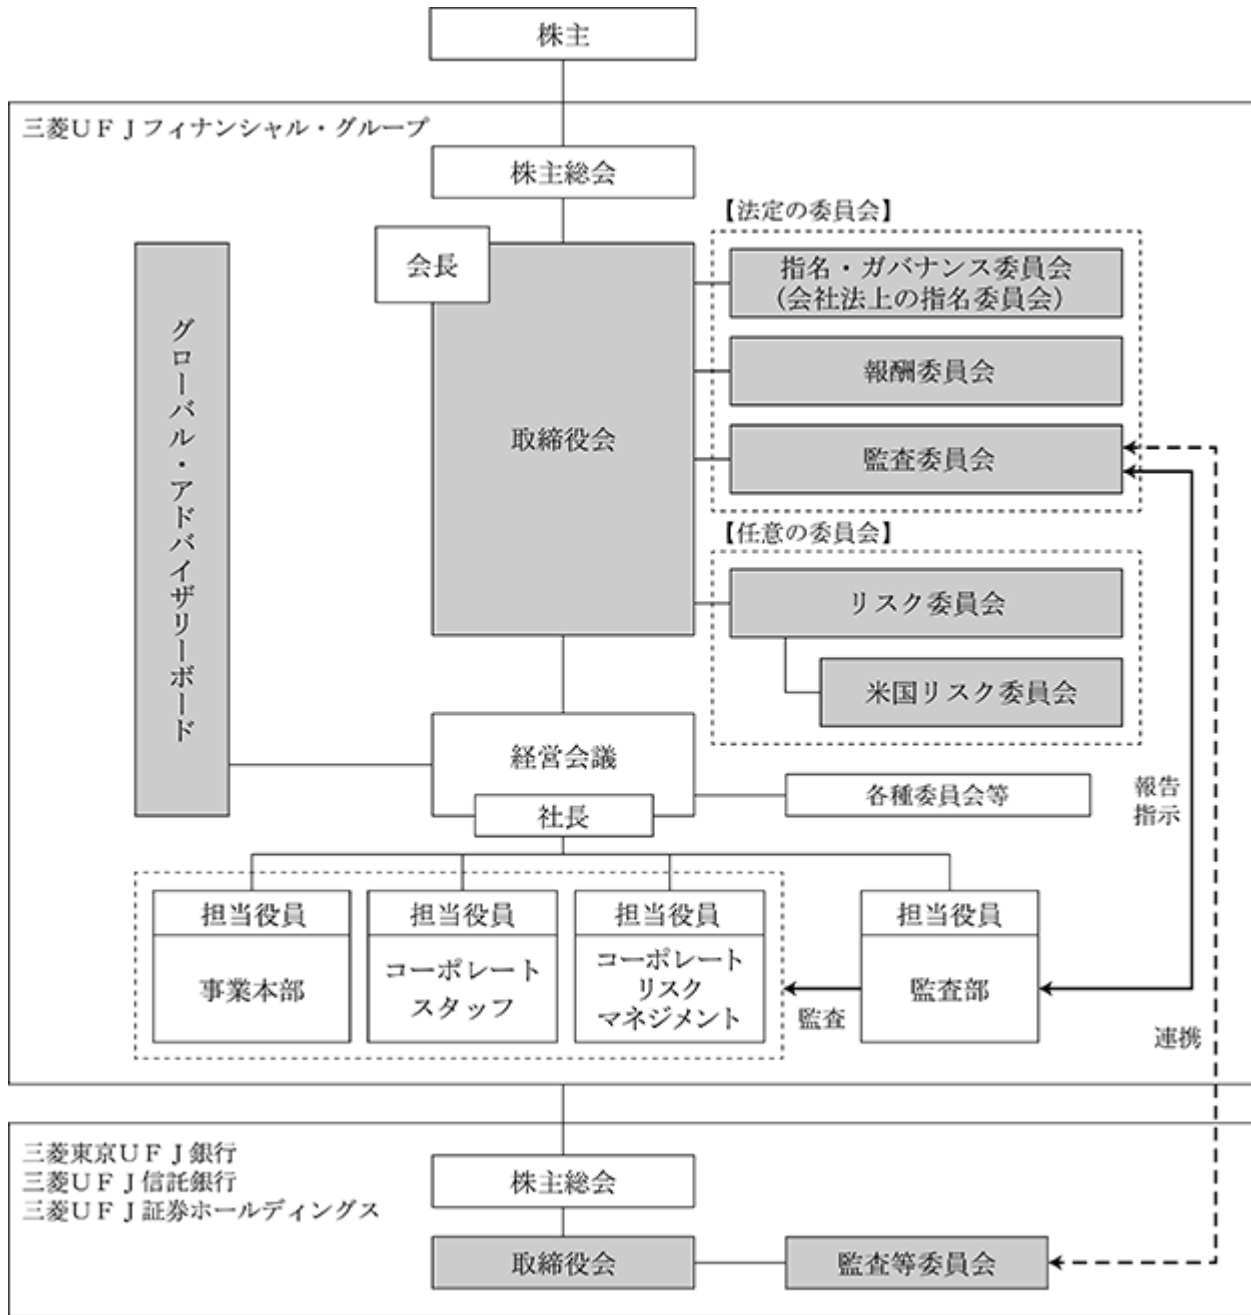 株主
三菱ＵＦＪフィナンシャル・グループ
株主総会
【法定の委員会】
会長
指名・ガバナンス委員会
（会社法上の指名委員会）
グローバル・アドバイザリーボード
報酬委員会
取締役会
監査委員会
【任意の委員会】
リスク委員会
米国リスク委員会
経営会議
社長
各種委員会等
報告
指示
担当役員
事業本部
担当役員
コーポレート
スタッフ
担当役員
コーポレート
リスク
マネジメント
監査
担当役員
監査部
連携
三菱東京ＵＦＪ銀行
三菱ＵＦＪ信託銀行
三菱ＵＦＪ証券ホールディングス
株主総会
取締役会
監査等委員会